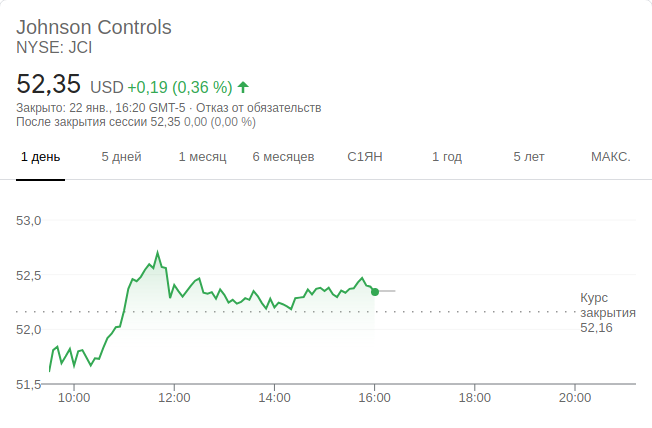 Johnson Controls
NYSE: JCI
52,35 USD +0,19 (0,36 %)
Закрыто: 22 янв., 16:20 GMT-5 · Отказ от обязательств
После закрытия сессии 52,35 0,00 (0,00 %)
1 день 5 дней 1 месяц 6 месяцев С1ЯН 1 год 5 лет МАКС.
53,0
52,5
Курс
закрытия
52,16
52,0
51,5
10:00 12:00 14:00 16:00 18:00 20:00